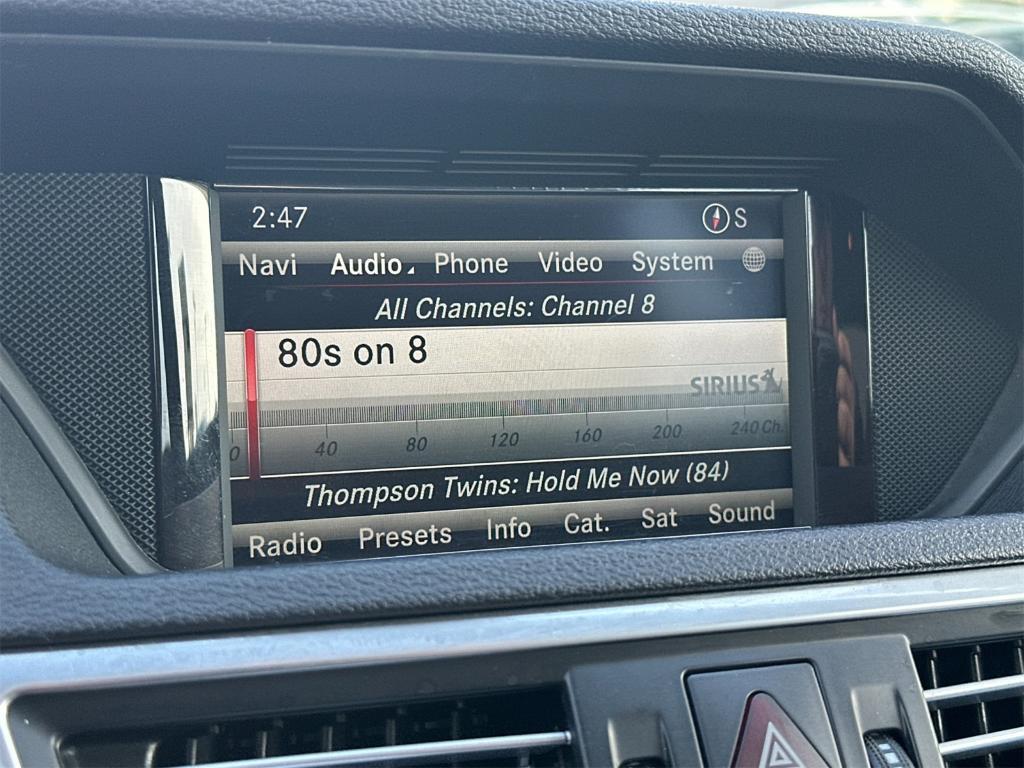 2:47 S
Navi Audio Phone Video System
All Channels: Channel 8
80s on 8
SIRIUS
0 40 80 120 160 200 240 Ch.
Thompson Twins: Hold Me Now (84)
Radio Presets Info Cat. Sat Sound